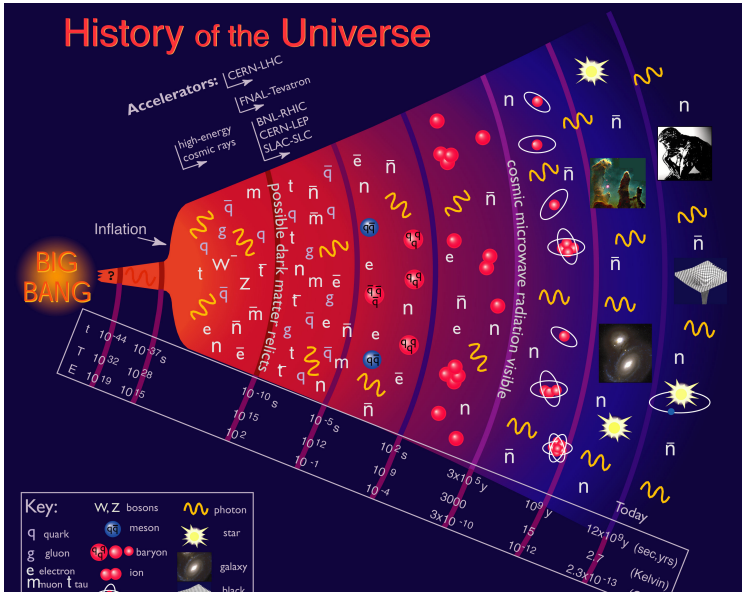 History of the Universe
Accelerators:
CERN-LHC
FNAL-Tevatron
BNL-RHIC
CERN-LEP
SLAC-SLC
high-energy
cosmic rays
Inflation
BIG
BANG
?
possible dark matter relicts
cosmic microwave radiation visible
t 10⁻⁴⁴ 10⁻³⁷ s 10⁻¹⁰ s 10⁻⁵ s 10² s 3x10⁵ y 10⁹ y 12x10⁹ y (sec,yrs)
T 10³² 10²⁸ 10¹⁵ 10¹² 10⁹ 3000 15 2.7 (Kelvin)
E 10¹⁹ 10¹⁵ 10² 10⁻¹ 10⁻⁴ 3x10⁻¹⁰ 10⁻¹² 2.3x10⁻¹³
Today
Key:
q quark
g gluon
e electron
m muon t tau
W, Z bosons
qq̄ meson
qqq baryon
ion
photon
star
galaxy
black